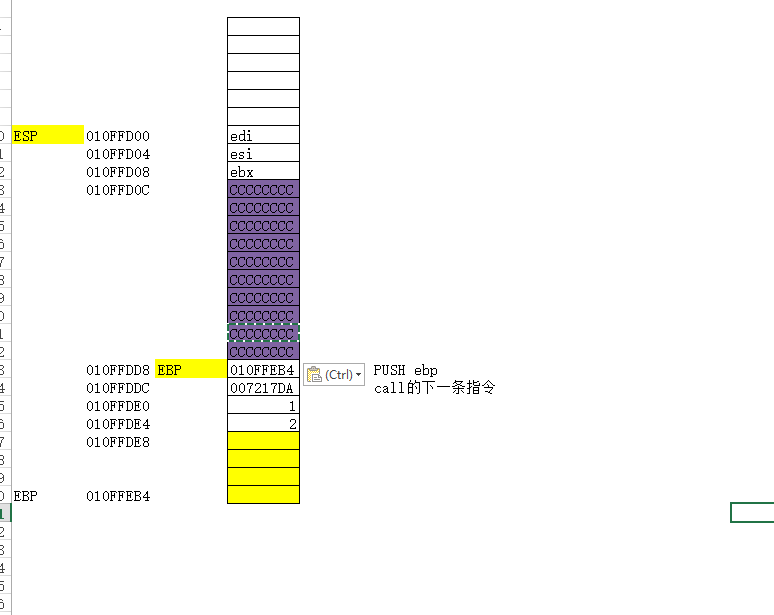 ESP 010FFD00 edi
010FFD04 esi
010FFD08 ebx
010FFD0C CCCCCCCC
CCCCCCCC
CCCCCCCC
CCCCCCCC
CCCCCCCC
CCCCCCCC
CCCCCCCC
CCCCCCCC
CCCCCCCC
CCCCCCCC
010FFDD8 EBP 010FFEB4 (Ctrl) PUSH ebp
010FFDDC 007217DA call的下一条指令
010FFDE0 1
010FFDE4 2
010FFDE8
EBP 010FFEB4